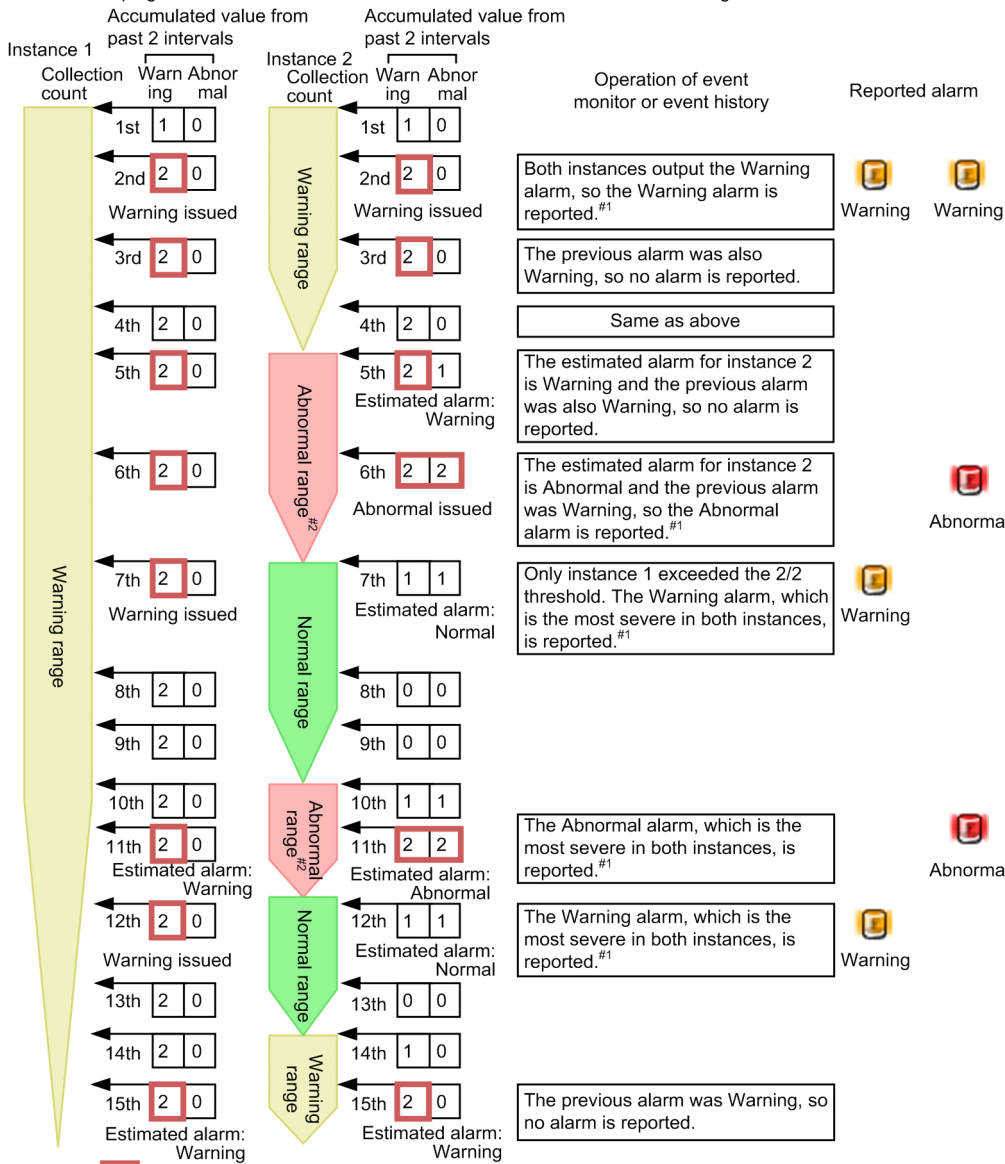 Accumulated value from
past 2 intervals
Accumulated value from
past 2 intervals
Instance 1
Collection
count
Warn
ing
Abnor
mal
Instance 2
Collection
count
Warn
ing
Abnor
mal
Operation of event
monitor or event history
Reported alarm
1st 1 0
1st 1 0
2nd 2 0
Warning issued
2nd 2 0
Warning issued
Both instances output the Warning
alarm, so the Warning alarm is
reported.#1
Warning
Warning
3rd 2 0
3rd 2 0
The previous alarm was also
Warning, so no alarm is reported.
Warning range
4th 2 0
4th 2 0
Same as above
5th 2 0
5th 2 1
Estimated alarm:
Warning
The estimated alarm for instance 2
is Warning and the previous alarm
was also Warning, so no alarm is
reported.
Abnormal range#2
6th 2 0
6th 2 2
Abnormal issued
The estimated alarm for instance 2
is Abnormal and the previous alarm
was Warning, so the Abnormal
alarm is reported.#1
Abnorma
Warning range
7th 2 0
Warning issued
7th 1 1
Estimated alarm:
Normal
Only instance 1 exceeded the 2/2
threshold. The Warning alarm, which
is the most severe in both instances,
is reported.#1
Warning
Normal range
8th 2 0
8th 0 0
9th 2 0
9th 0 0
10th 2 0
10th 1 1
Abnormal
range#2
11th 2 0
Estimated alarm:
Warning
11th 2 2
Estimated alarm:
Abnormal
The Abnormal alarm, which is the
most severe in both instances, is
reported.#1
Abnorma
12th 2 0
Warning issued
12th 1 1
Estimated alarm:
Normal
The Warning alarm, which is the
most severe in both instances, is
reported.#1
Warning
Normal range
13th 2 0
13th 0 0
14th 2 0
14th 1 0
Warning
range
15th 2 0
Estimated alarm:
Warning
15th 2 0
Estimated alarm:
Warning
The previous alarm was Warning, so
no alarm is reported.